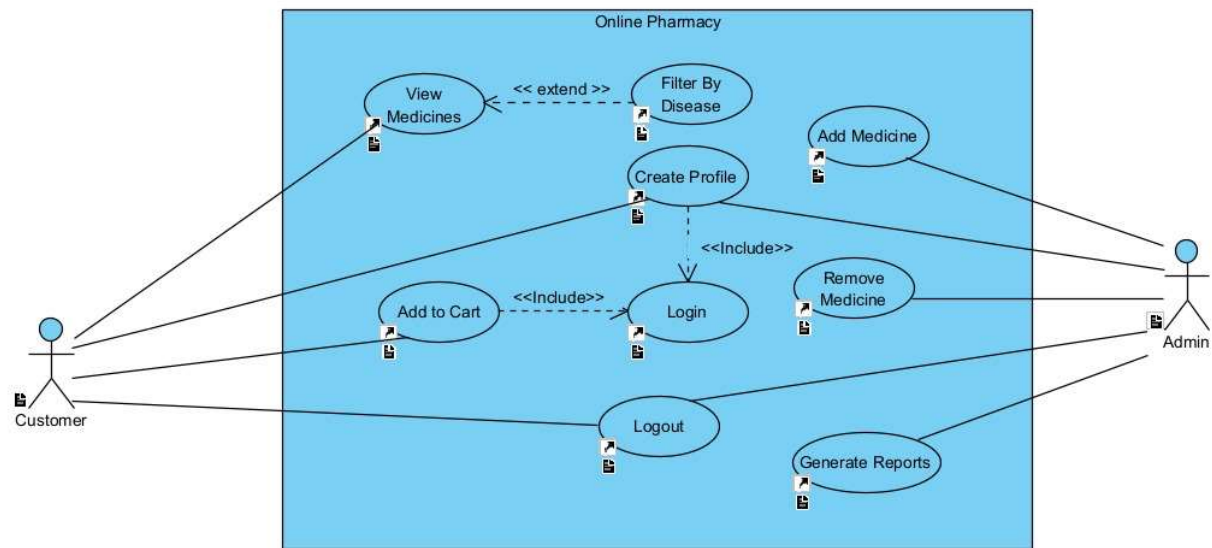 Online Pharmacy
View
Medicines
<< extend >>
Filter By
Disease
Add Medicine
Create Profile
<<Include>>
Remove
Medicine
Add to Cart
<<Include>>
Login
Customer
Admin
Logout
Generate Reports